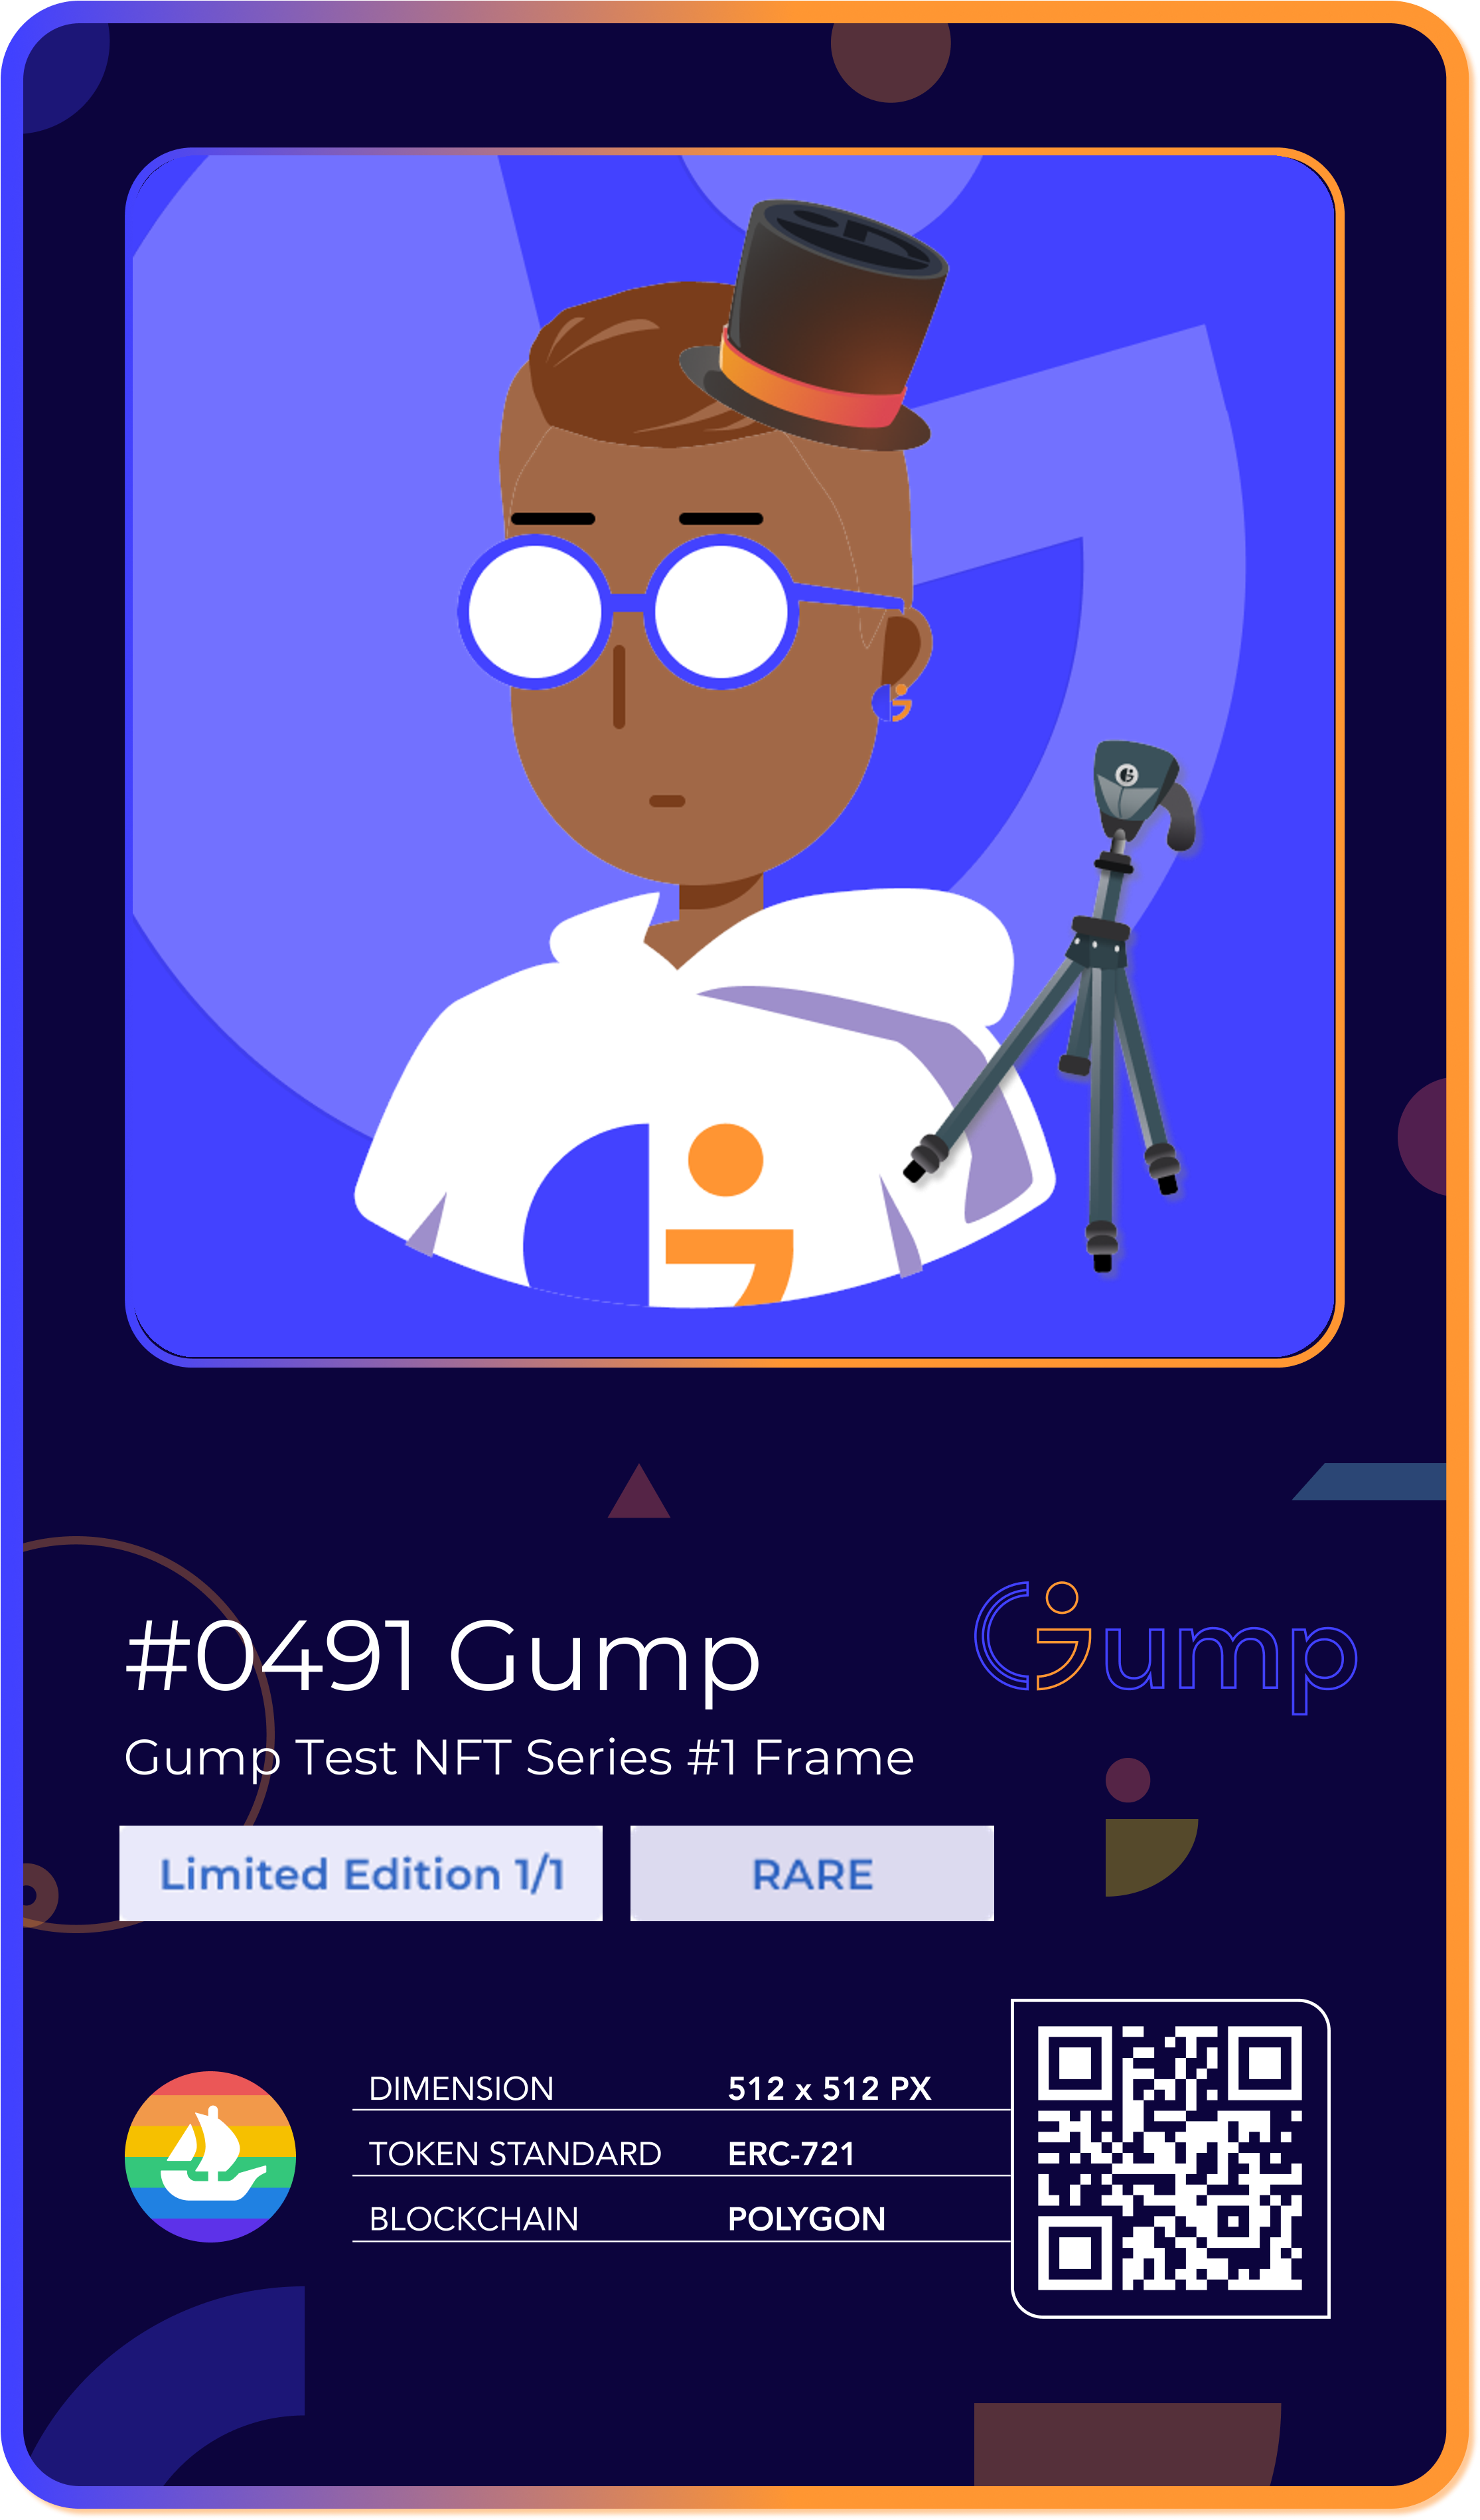 #0491 Gump
Gump
Gump Test NFT Series #1 Frame
Limited Edition 1/1
RARE
DIMENSION 512 x 512 PX
TOKEN STANDARD ERC-721
BLOCKCHAIN POLYGON